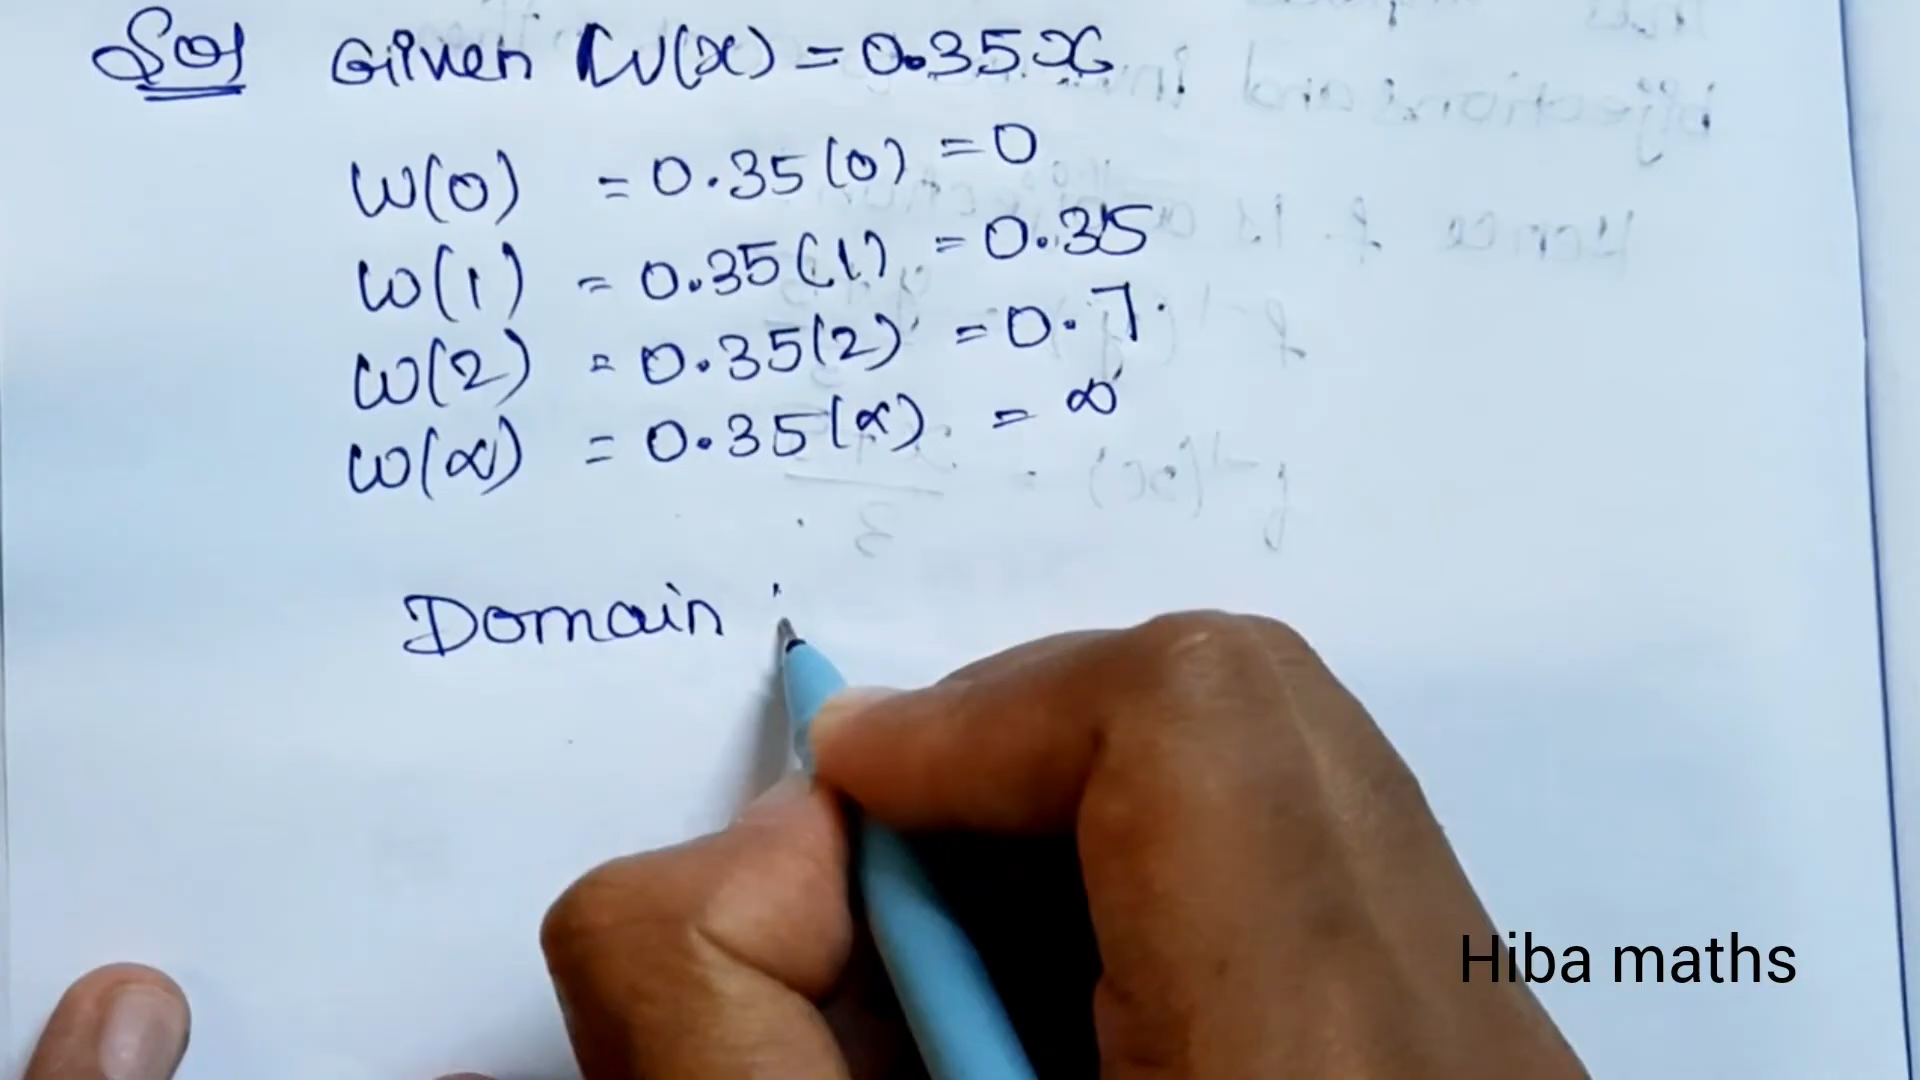 Sol Given W(x) = 0.35x
W(0) = 0.35(0) = 0
W(1) = 0.35(1) = 0.35
W(2) = 0.35(2) = 0.7
W(∝) = 0.35(∝) = ∞
Domain :
Hiba maths